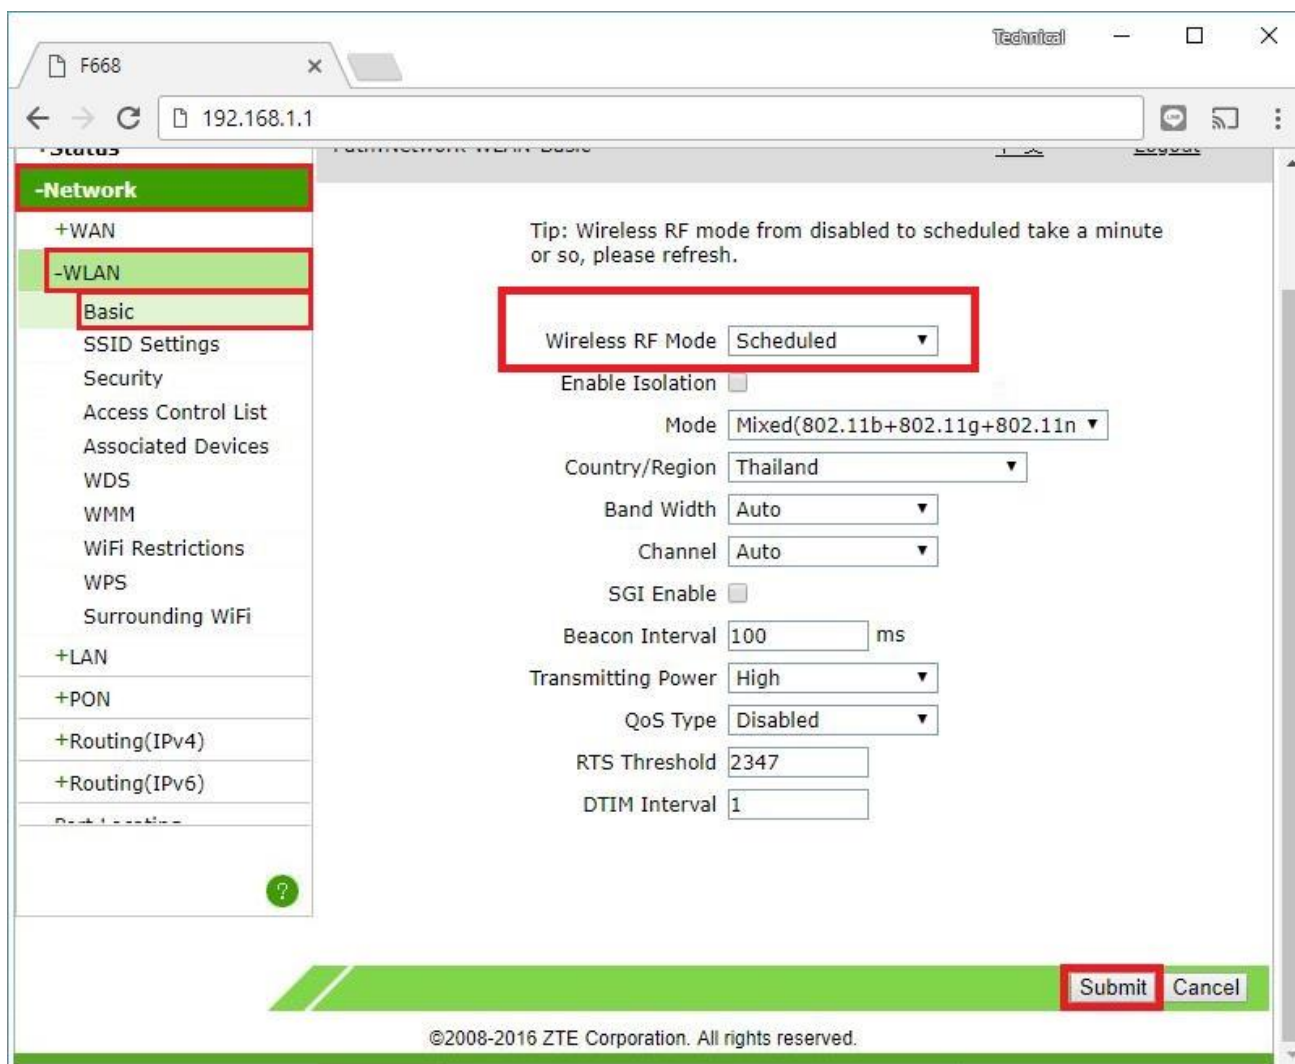 Technical
F668
192.168.1.1
-Network
+WAN
-WLAN
Basic
SSID Settings
Security
Access Control List
Associated Devices
WDS
WMM
WiFi Restrictions
WPS
Surrounding WiFi
+LAN
+PON
+Routing(IPv4)
+Routing(IPv6)
?
Tip: Wireless RF mode from disabled to scheduled take a minute
or so, please refresh.
Wireless RF Mode Scheduled
Enable Isolation
Mode Mixed(802.11b+802.11g+802.11n
Country/Region Thailand
Band Width Auto
Channel Auto
SGI Enable
Beacon Interval 100 ms
Transmitting Power High
QoS Type Disabled
RTS Threshold 2347
DTIM Interval 1
Submit Cancel
©2008-2016 ZTE Corporation. All rights reserved.